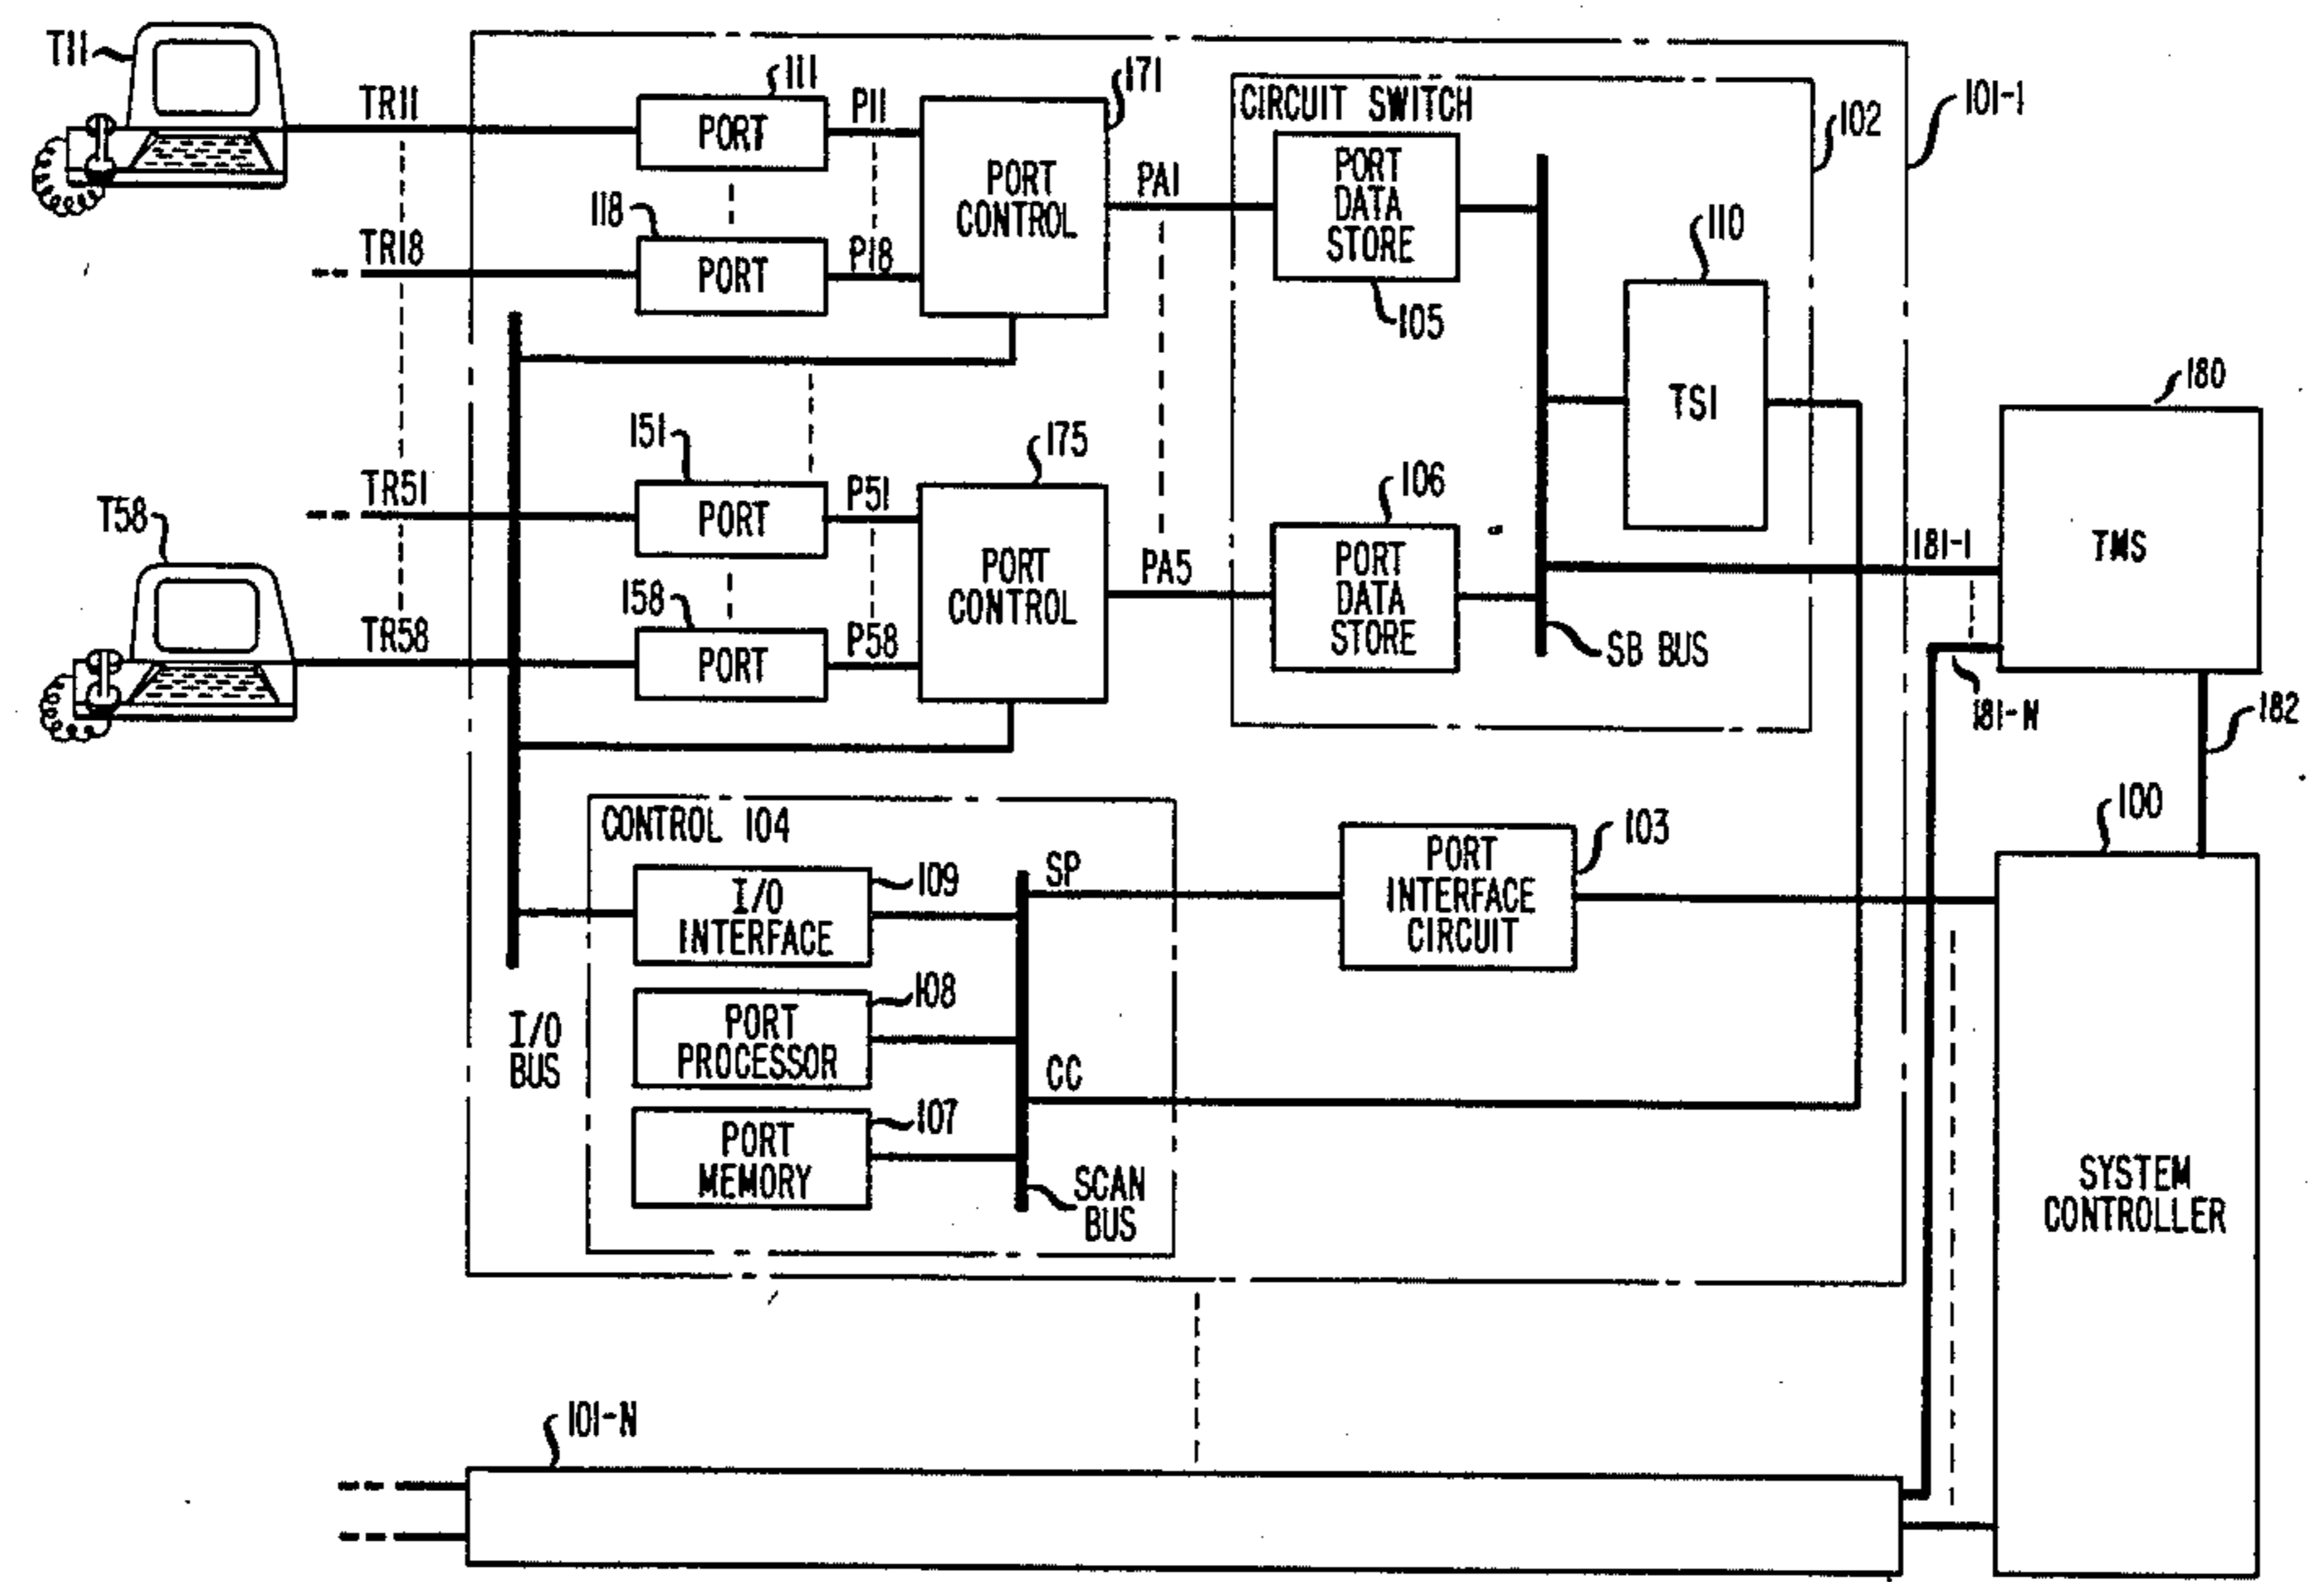 T11
TR11
111
PORT
P11
171
PORT
CONTROL
CIRCUIT SWITCH
102
101-1
PA1
PORT
DATA
STORE
105
118
TR18
PORT
P18
110
TSI
180
TMS
151
TR51
PORT
P51
175
PORT
CONTROL
106
PORT
DATA
STORE
PA5
T58
TR58
158
PORT
P58
SB BUS
181-1
181-N
182
CONTROL 104
I/O
INTERFACE
109
SP
PORT
INTERFACE
CIRCUIT
103
100
I/O
BUS
PORT
PROCESSOR
108
CC
PORT
MEMORY
107
SCAN
BUS
SYSTEM
CONTROLLER
101-N